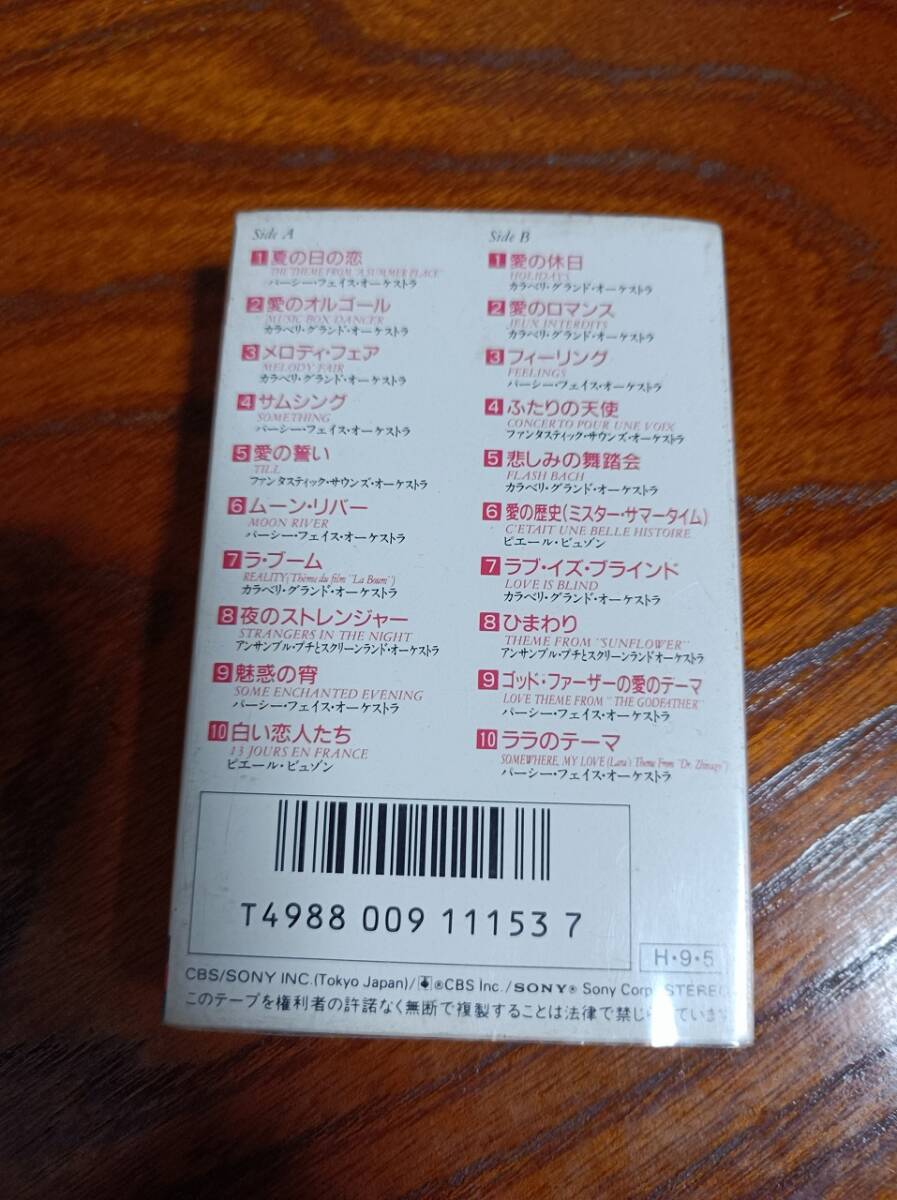 Side A
1 夏の日の恋
THE THEME FROM "A SUMMER PLACE"
パーシー・フェイス・オーケストラ
2 愛のオルゴール
MUSIC BOX DANCER
カラベリ・グランド・オーケストラ
3 メロディ・フェア
MELODY FAIR
カラベリ・グランド・オーケストラ
4 サムシング
SOMETHING
パーシー・フェイス・オーケストラ
5 愛の誓い
TILL
ファンタスティック・サウンズ・オーケストラ
6 ムーン・リバー
MOON RIVER
パーシー・フェイス・オーケストラ
7 ラ・ブーム
REALITY (Thème du film "La Boum")
カラベリ・グランド・オーケストラ
8 夜のストレンジャー
STRANGERS IN THE NIGHT
アンサンブル・プチとスクリーンランド・オーケストラ
9 魅惑の宵
SOME ENCHANTED EVENING
パーシー・フェイス・オーケストラ
10 白い恋人たち
13 JOURS EN FRANCE
ピエール・ビュゾン
Side B
1 愛の休日
HOLIDAYS
カラベリ・グランド・オーケストラ
2 愛のロマンス
JEUX INTERDITS
カラベリ・グランド・オーケストラ
3 フィーリング
FEELINGS
パーシー・フェイス・オーケストラ
4 ふたりの天使
CONCERTO POUR UNE VOIX
ファンタスティック・サウンズ・オーケストラ
5 悲しみの舞踏会
FLASH BACH
カラベリ・グランド・オーケストラ
6 愛の歴史(ミスター・サマータイム)
C'ETAIT UNE BELLE HISTOIRE
ピエール・ビュゾン
7 ラブ・イズ・ブラインド
LOVE IS BLIND
カラベリ・グランド・オーケストラ
8 ひまわり
THEME FROM "SUNFLOWER"
アンサンブル・プチとスクリーンランドオーケストラ
9 ゴッド・ファーザーの愛のテーマ
LOVE THEME FROM "THE GODFATHER"
パーシー・フェイス・オーケストラ
10 ララのテーマ
SOMEWHERE, MY LOVE (Lara's Theme From "Dr. Zhivago")
パーシー・フェイス・オーケストラ
T4988 009 11153 7
H・9・5
CBS/SONY INC.(Tokyo Japan)/ ®CBS Inc./SONY® Sony Corp. STEREO
このテープを権利者の許諾なく無断で複製することは法律で禁じられています